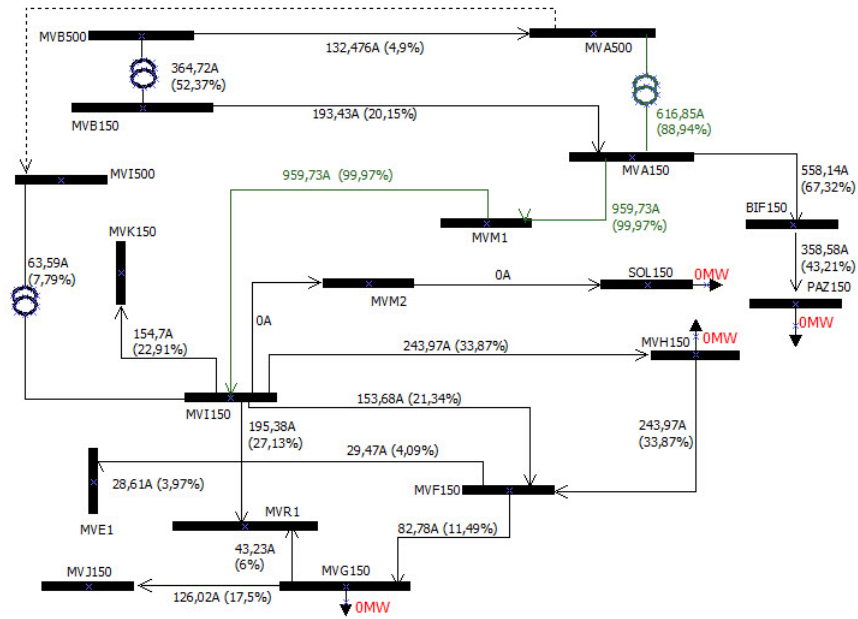 MVB500
132,476A (4,9%)
MVA500
364,72A
(52,37%)
MVB150
193,43A (20,15%)
616,85A
(88,94%)
MVA150
MVI500
959,73A (99,97%)
558,14A
(67,32%)
959,73A
(99,97%)
BIF150
MVM1
MVK150
358,58A
(43,21%)
63,59A
(7,79%)
0A
SOL150
0MW
PAZ150
MVM2
0MW
154,7A
(22,91%)
0A
243,97A (33,87%)
MVH150
0MW
MVI150
153,68A (21,34%)
195,38A
(27,13%)
243,97A
(33,87%)
29,47A (4,09%)
28,61A (3,97%)
MVF150
MVE1
MVR1
82,78A (11,49%)
43,23A
(6%)
MVJ150
MVG150
126,02A (17,5%)
0MW